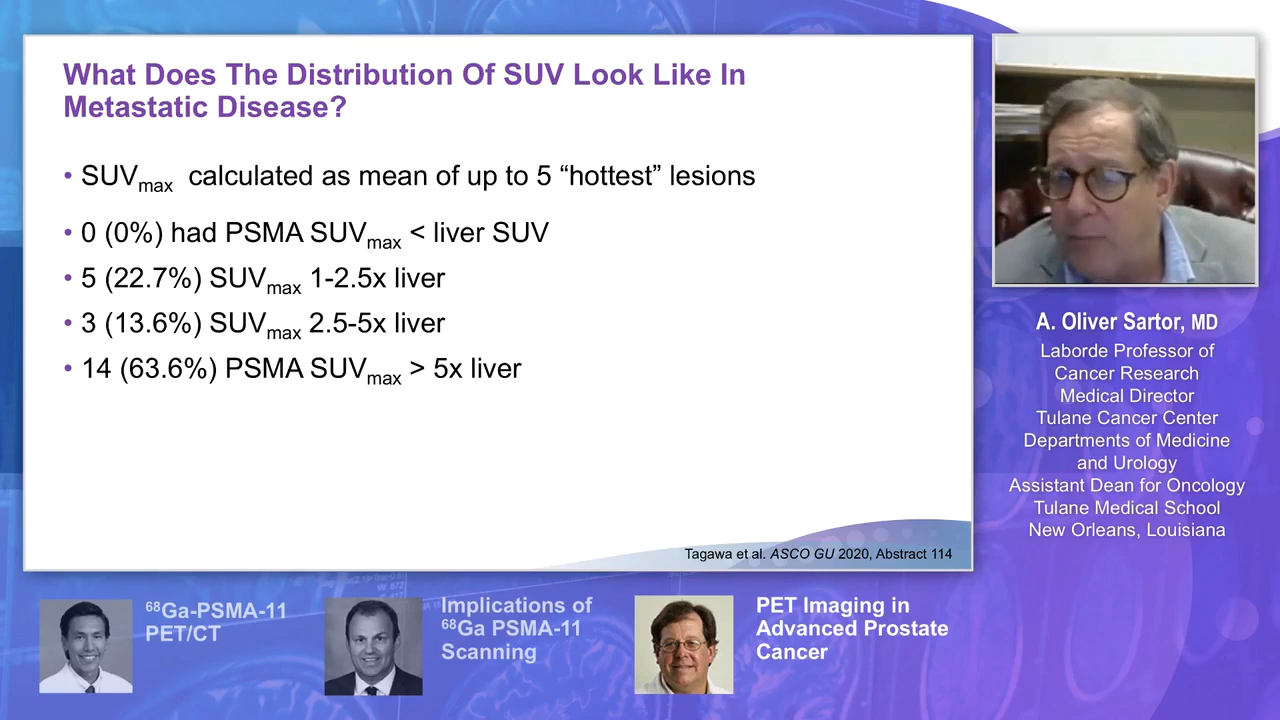 What Does The Distribution Of SUV Look Like In
Metastatic Disease?
• SUVmax calculated as mean of up to 5 “hottest” lesions
• 0 (0%) had PSMA SUVmax < liver SUV
• 5 (22.7%) SUVmax 1-2.5x liver
• 3 (13.6%) SUVmax 2.5-5x liver
• 14 (63.6%) PSMA SUVmax > 5x liver
Tagawa et al. ASCO GU 2020, Abstract 114
A. Oliver Sartor, MD
Laborde Professor of
Cancer Research
Medical Director
Tulane Cancer Center
Departments of Medicine
and Urology
Assistant Dean for Oncology
Tulane Medical School
New Orleans, Louisiana
68Ga-PSMA-11
PET/CT
Implications of
68Ga PSMA-11
Scanning
PET Imaging in
Advanced Prostate
Cancer